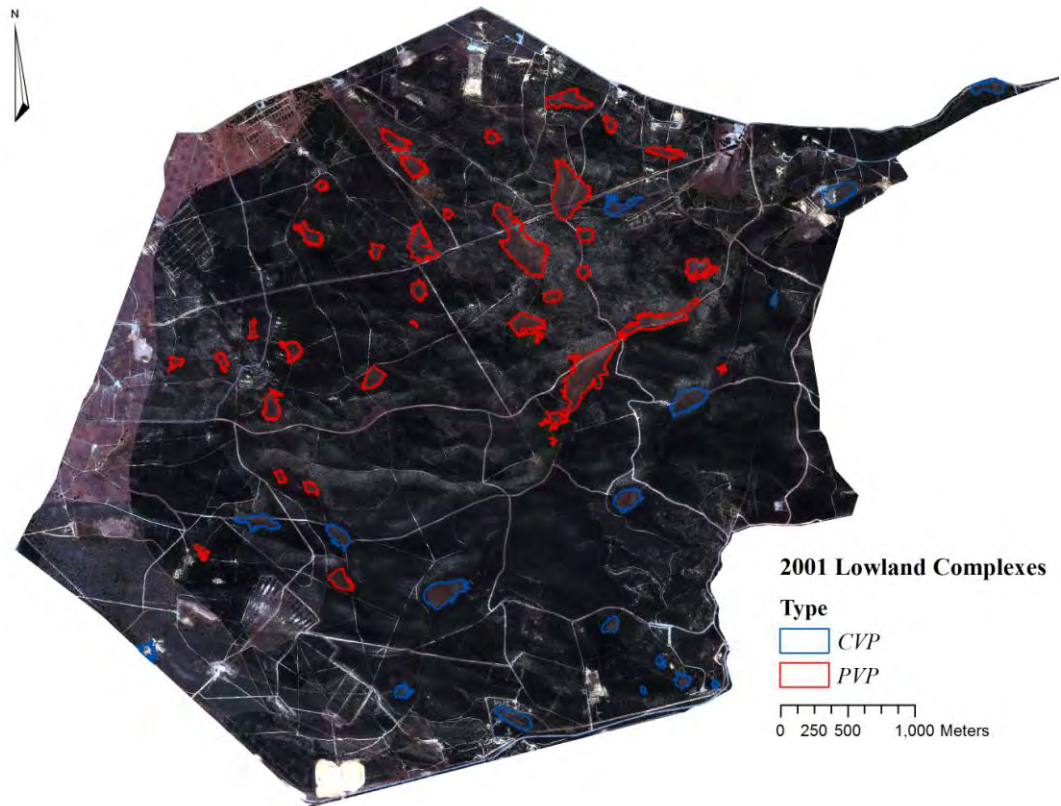 N
2001 Lowland Complexes
Type
CVP
PVP
0 250 500 1,000 Meters